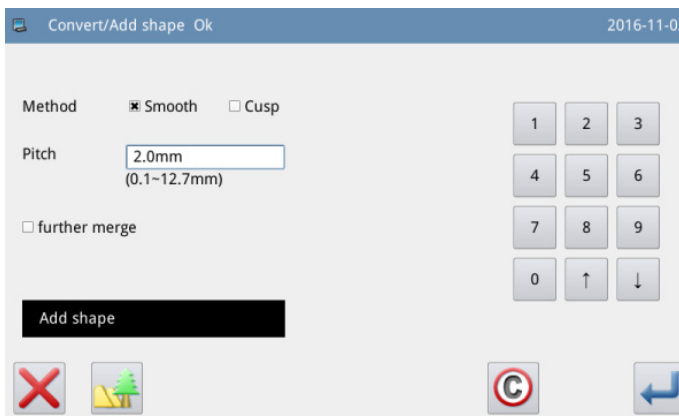 Convert/Add shape Ok 2016-11-0
Method Smooth Cusp
Pitch 2.0mm
(0.1~12.7mm)
further merge
Add shape
1 2 3
4 5 6
7 8 9
0 ↑ ↓
C